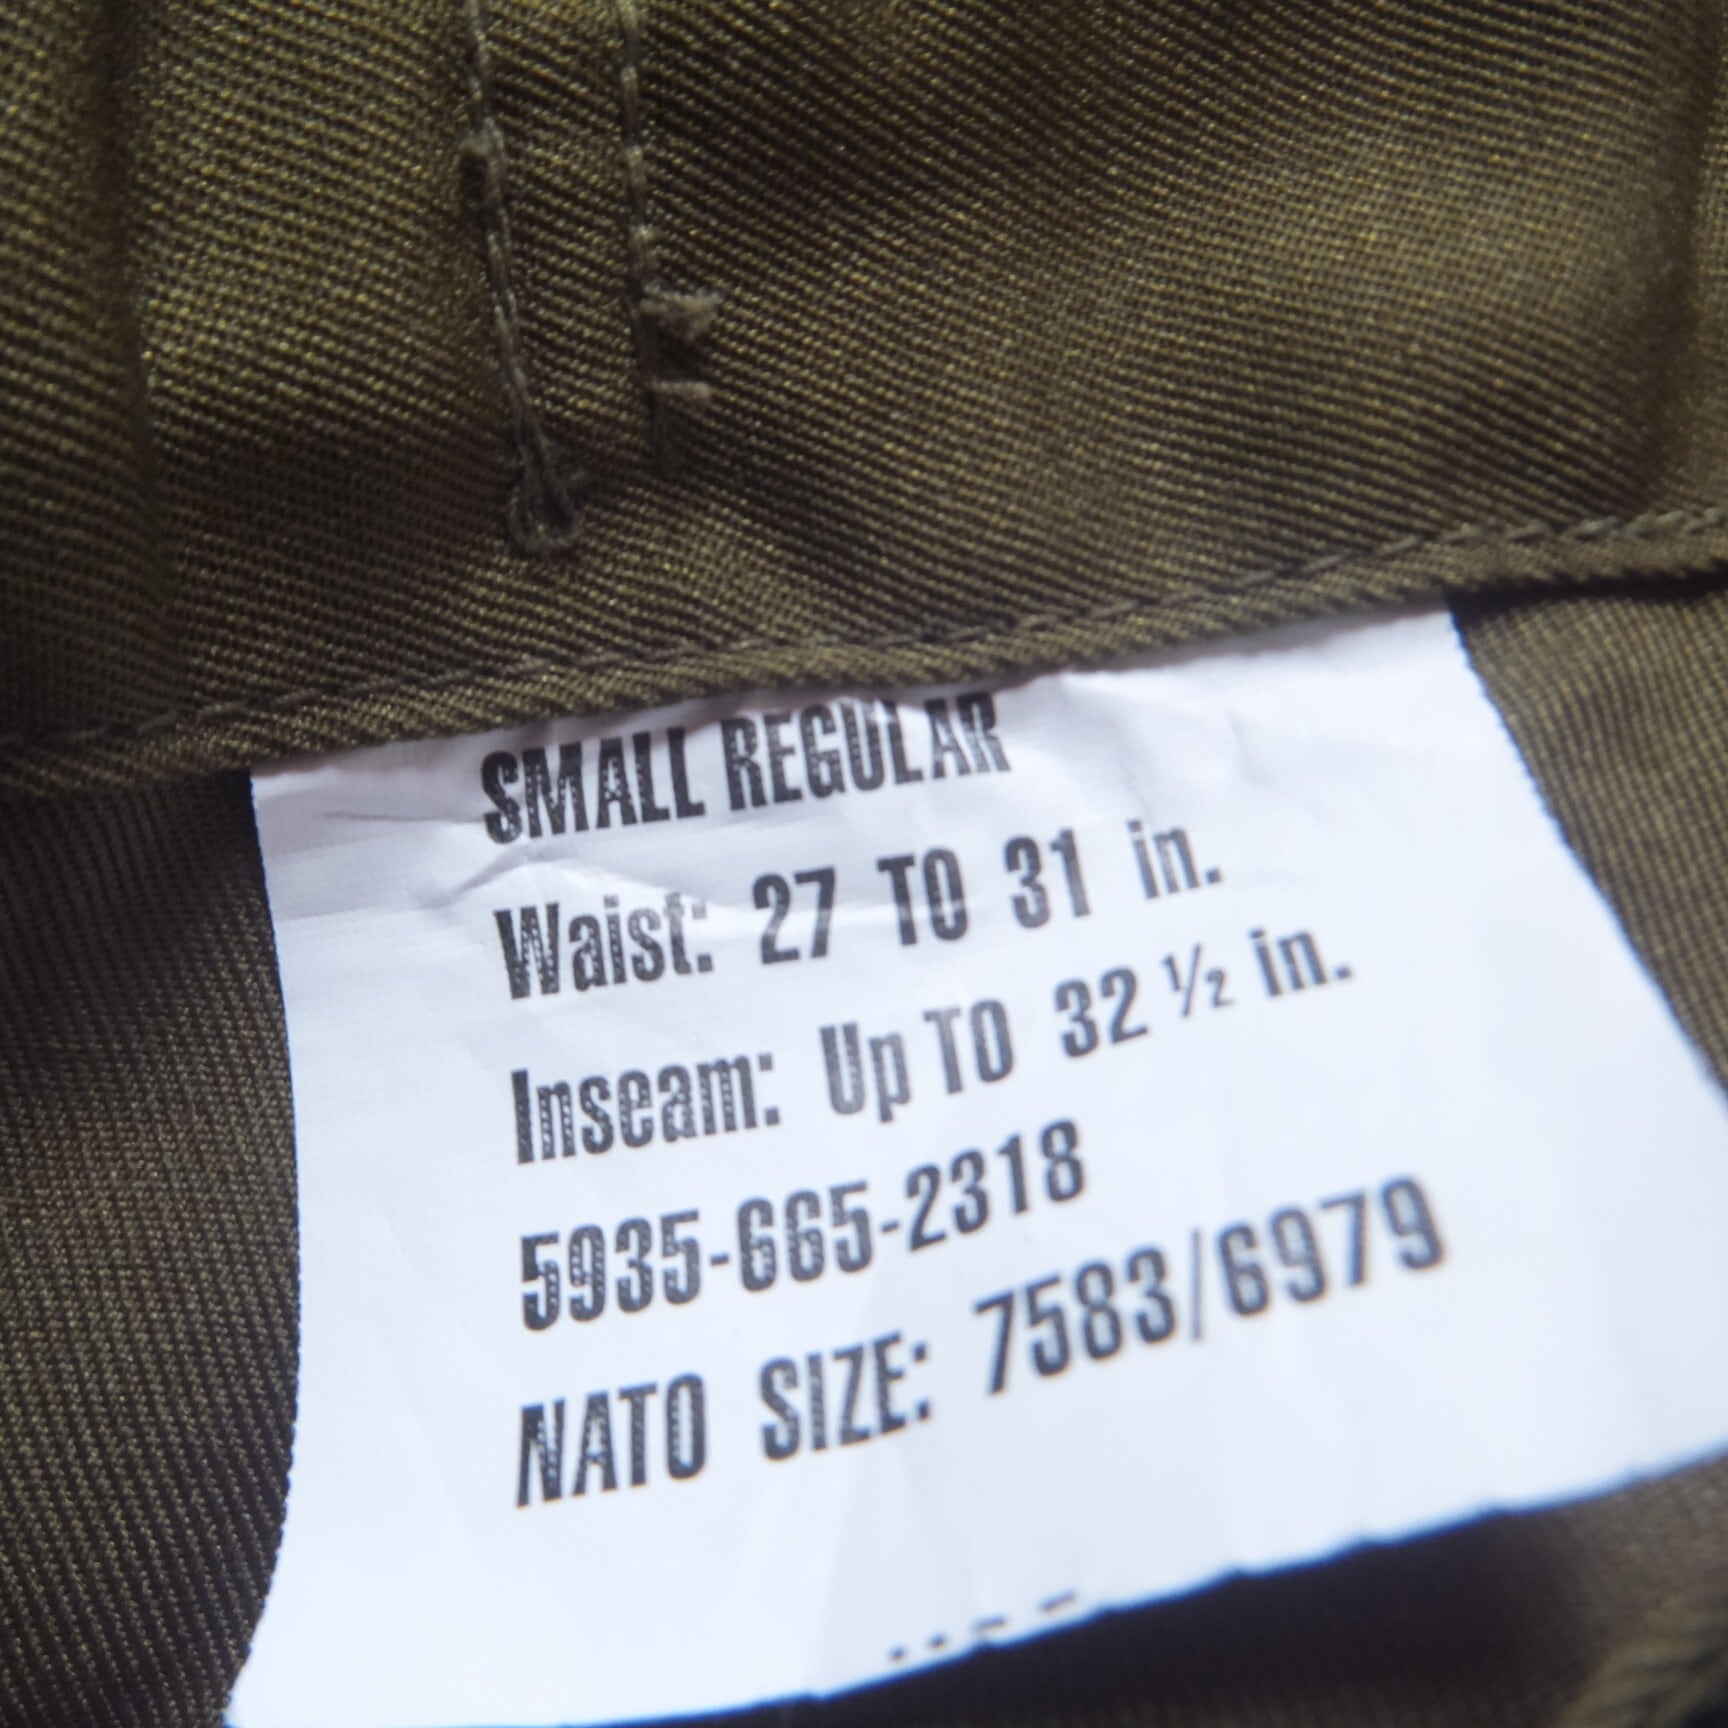 SMALL REGULAR
Waist: 27 TO 31 in.
Inseam: Up TO 32 ½ in.
5935-665-2318
NATO SIZE: 7583/6979